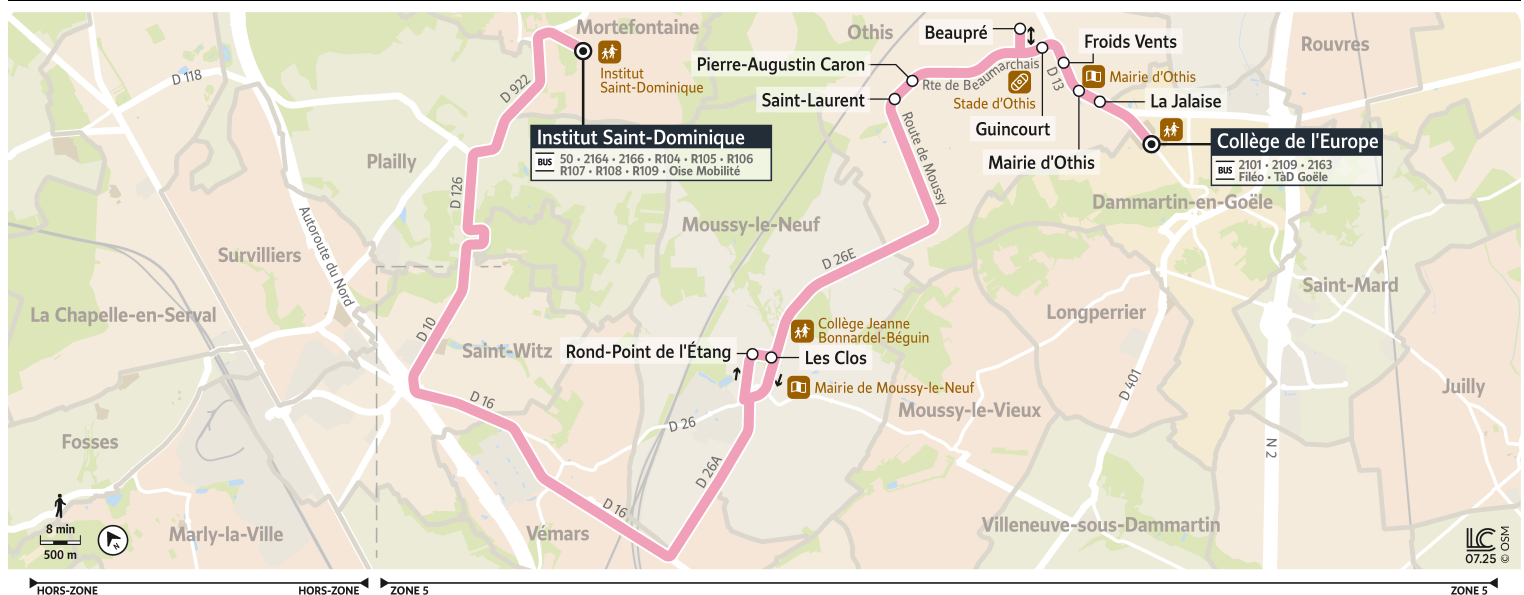 Mortefontaine
Othis
Beaupré
Froids Vents
Rouvres
D 118
D 922
Institut
Saint-Dominique
Pierre-Augustin Caron
Rte de Beaumarchais
D 13
Mairie d'Othis
Saint-Laurent
Stade d'Othis
La Jalaise
Guincourt
Institut Saint-Dominique
BUS
50 • 2164 • 2166 • R104 • R105 • R106
R107 • R108 • R109 • Oise Mobilité
Route de Moussy
Mairie d'Othis
Collège de l'Europe
BUS
2101 • 2109 • 2163
Filéo • TàD Goële
Plailly
D 126
Dammartin-en-Goële
Moussy-le-Neuf
Autoroute du Nord
Survilliers
D 26E
Saint-Mard
La Chapelle-en-Serval
Longperrier
D 10
Collège Jeanne
Bonnardel-Béguin
Saint-Witz
Rond-Point de l'Étang
Les Clos
D 401
Mairie de Moussy-le-Neuf
Juilly
D 16
Moussy-le-Vieux
D 26
Fosses
N 2
D 26A
D 16
8 min
500 m
N
Marly-la-Ville
Vémars
Villeneuve-sous-Dammartin
LC
07.25
© OSM
HORS-ZONE
HORS-ZONE
ZONE 5
ZONE 5